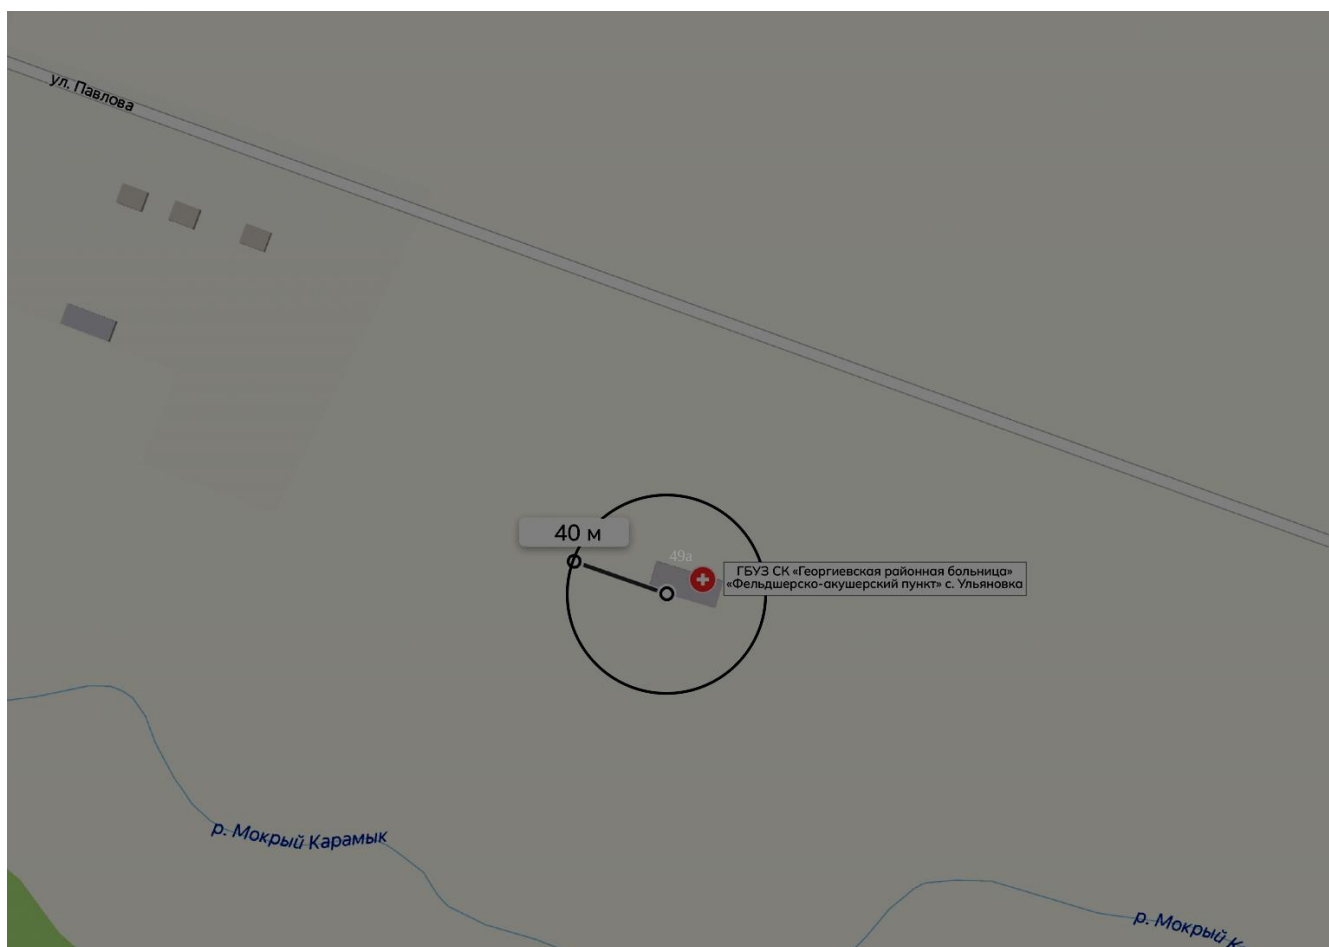 ул. Павлова
40 м
49а
ГБУЗ СК «Георгиевская районная больница»
«Фельдшерско-акушерский пункт» с. Ульяновка
р. Мокрый Карамык
р. Мокрый К